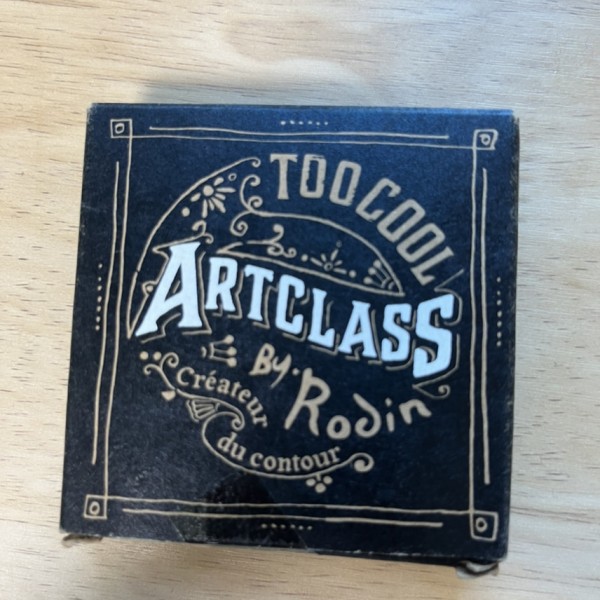 TOO COOL
ARTCLASS
By. Rodin
Créateur
du contour